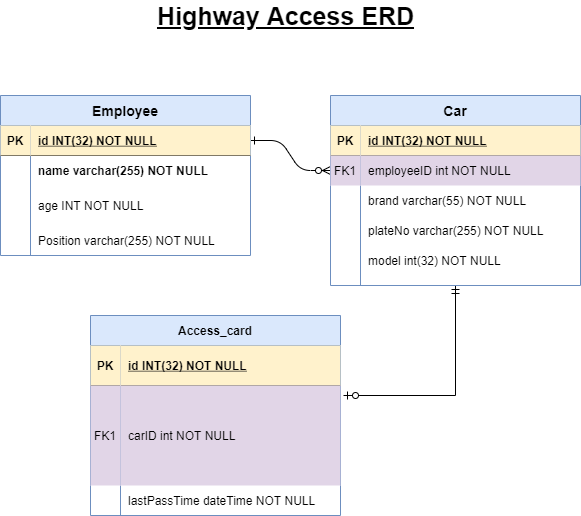 Highway Access ERD
Employee
PK id INT(32) NOT NULL
name varchar(255) NOT NULL
age INT NOT NULL
Position varchar(255) NOT NULL
Car
PK id INT(32) NOT NULL
FK1 employeeID int NOT NULL
brand varchar(55) NOT NULL
plateNo varchar(255) NOT NULL
model int(32) NOT NULL
Access_card
PK id INT(32) NOT NULL
FK1 carID int NOT NULL
lastPassTime dateTime NOT NULL